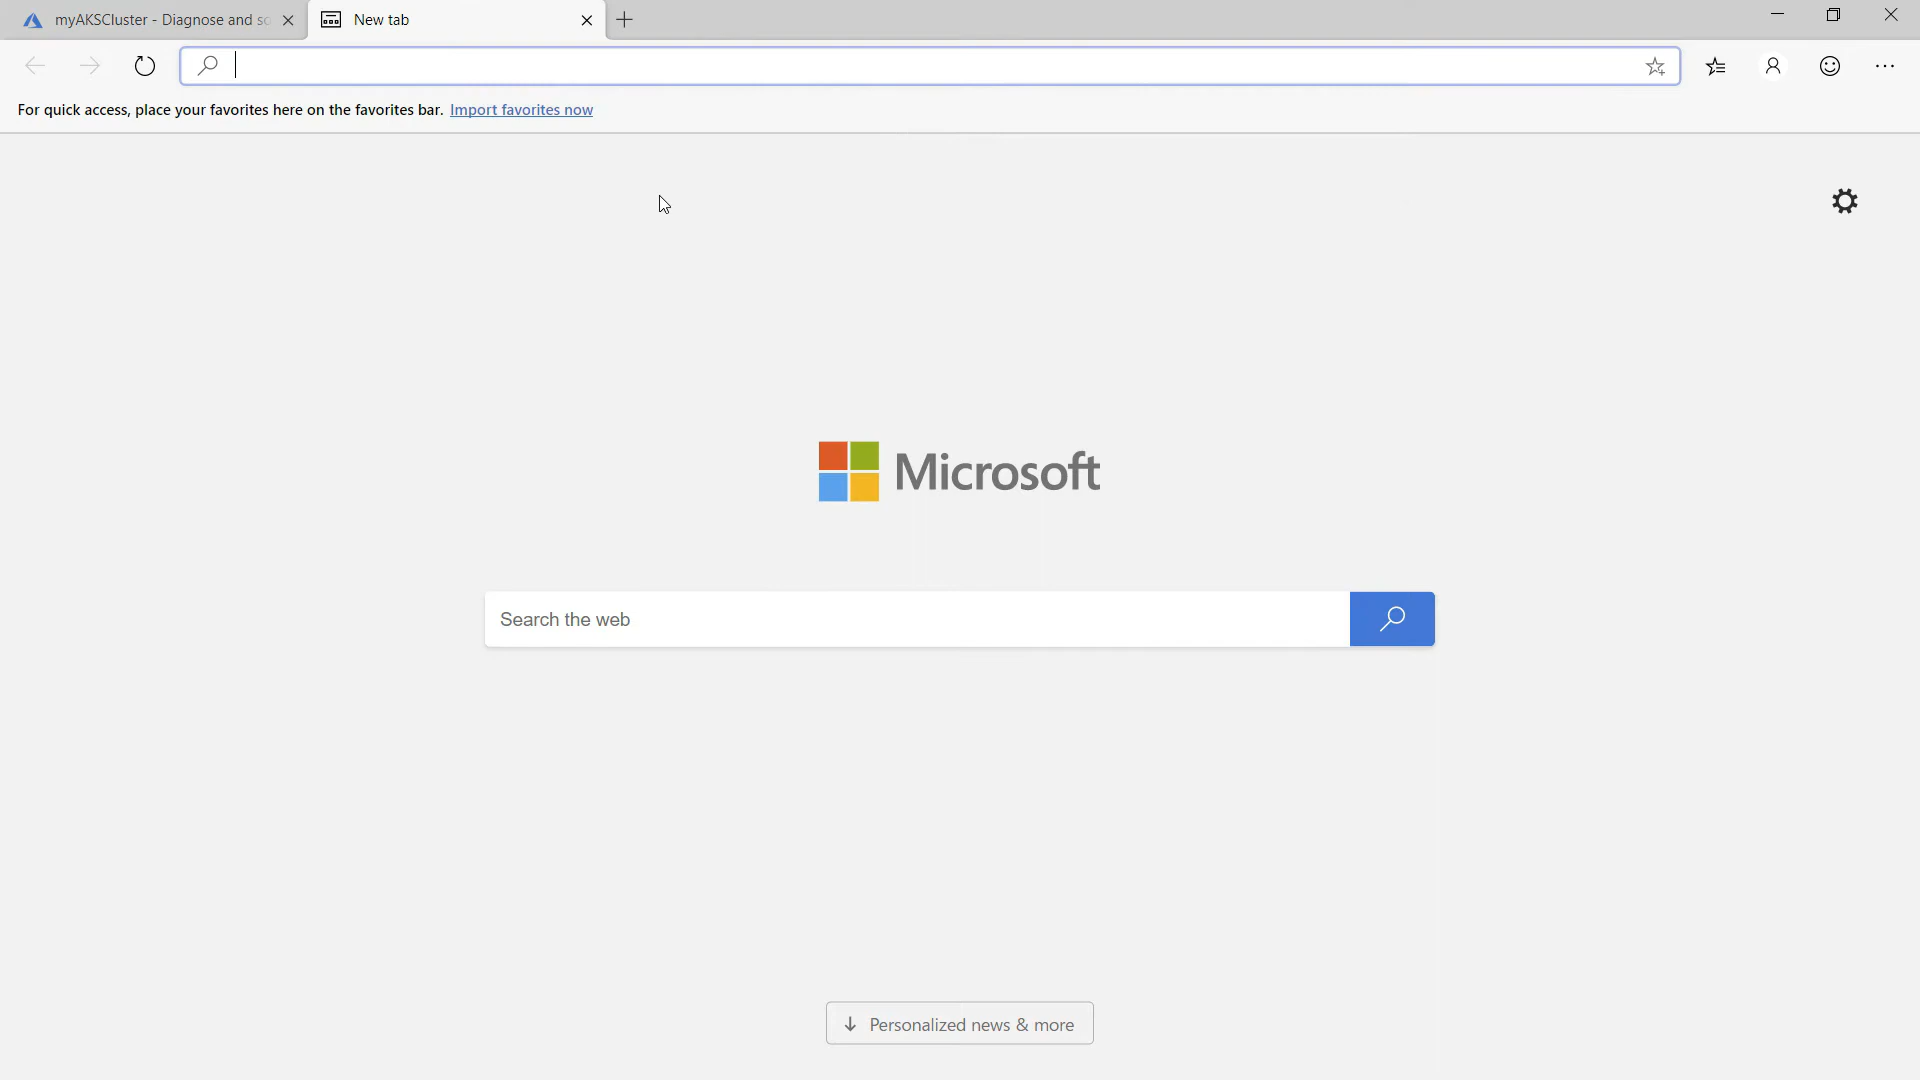 myAKSCluster - Diagnose and so
New tab
For quick access, place your favorites here on the favorites bar. Import favorites now
Microsoft
Search the web
Personalized news & more